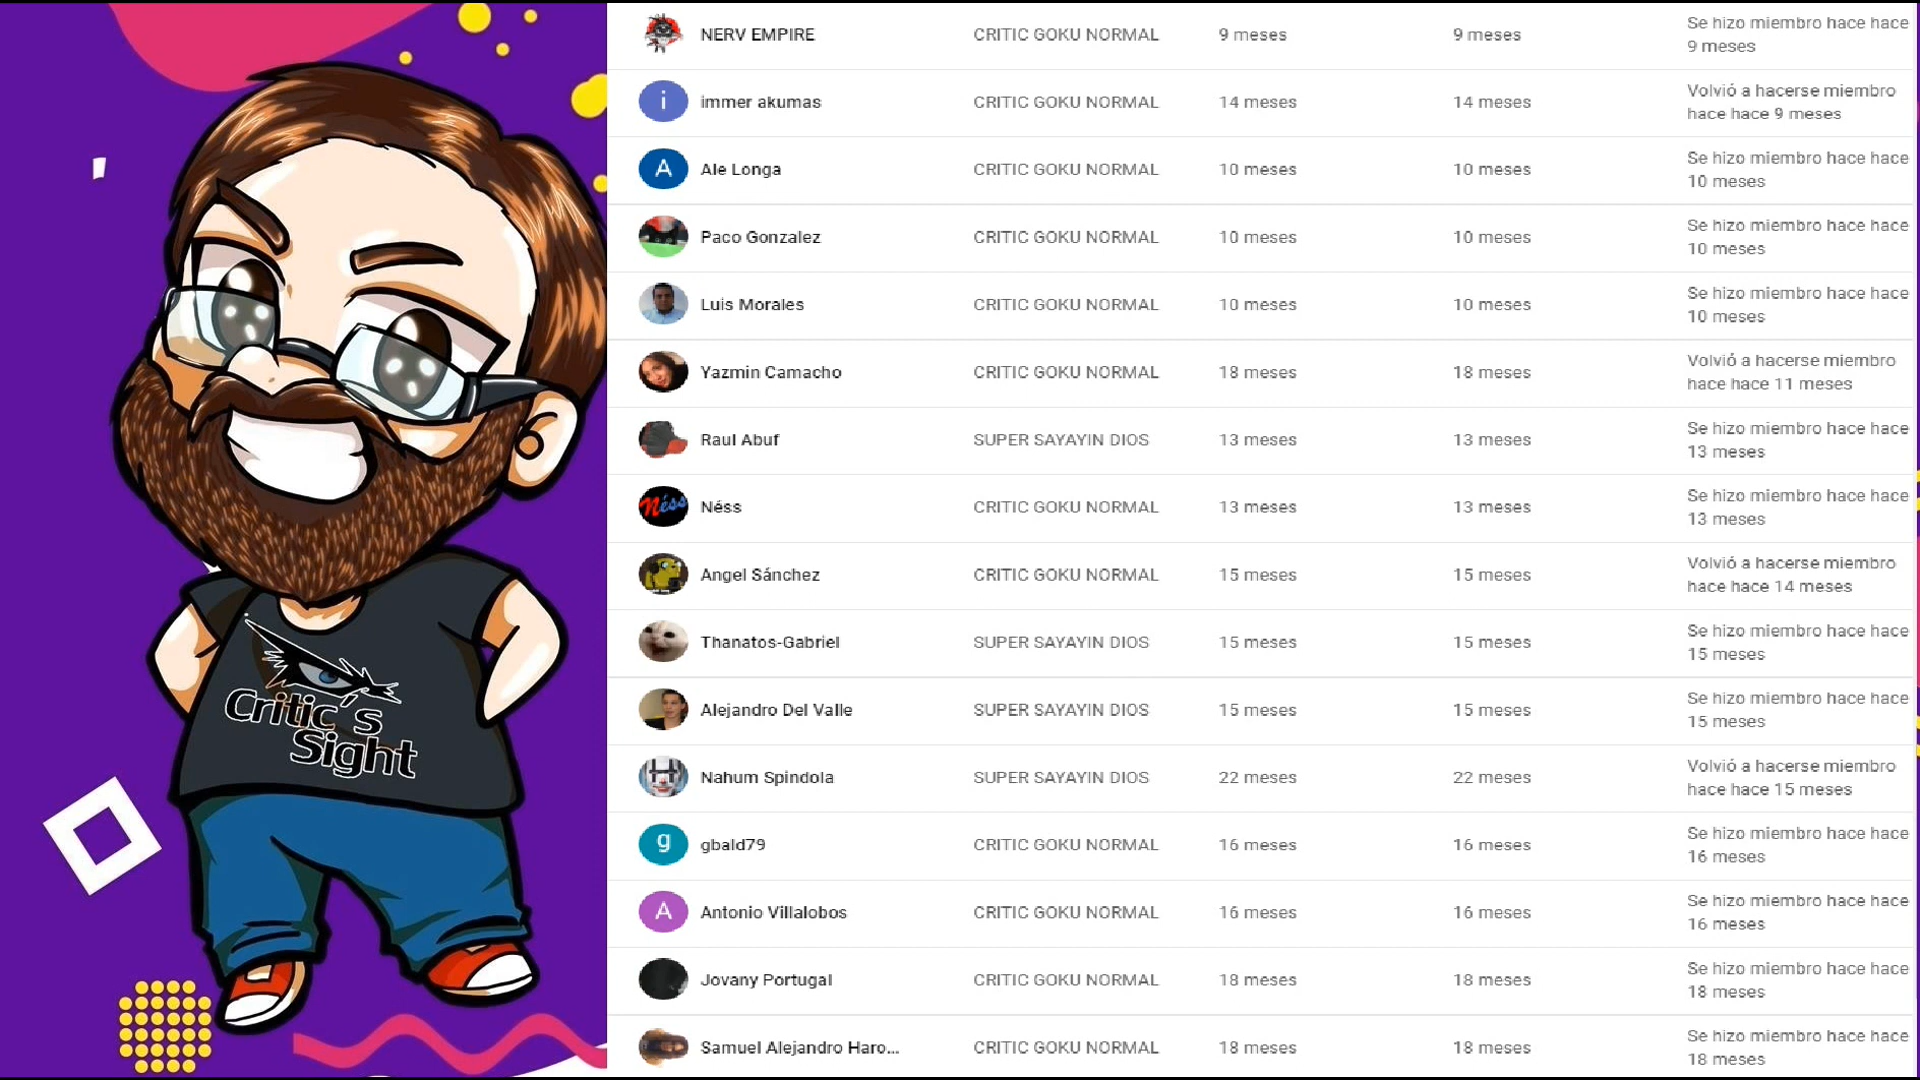 Critic´s
Sight
NERV EMPIRE CRITIC GOKU NORMAL 9 meses 9 meses Se hizo miembro hace hace
9 meses
i immer akumas CRITIC GOKU NORMAL 14 meses 14 meses Volvió a hacerse miembro
hace hace 9 meses
A Ale Longa CRITIC GOKU NORMAL 10 meses 10 meses Se hizo miembro hace hace
10 meses
Paco Gonzalez CRITIC GOKU NORMAL 10 meses 10 meses Se hizo miembro hace hace
10 meses
Luis Morales CRITIC GOKU NORMAL 10 meses 10 meses Se hizo miembro hace hace
10 meses
Yazmin Camacho CRITIC GOKU NORMAL 18 meses 18 meses Volvió a hacerse miembro
hace hace 11 meses
Raul Abuf SUPER SAYAYIN DIOS 13 meses 13 meses Se hizo miembro hace hace
13 meses
Néss Néss CRITIC GOKU NORMAL 13 meses 13 meses Se hizo miembro hace hace
13 meses
Angel Sánchez CRITIC GOKU NORMAL 15 meses 15 meses Volvió a hacerse miembro
hace hace 14 meses
Thanatos-Gabriel SUPER SAYAYIN DIOS 15 meses 15 meses Se hizo miembro hace hace
15 meses
Alejandro Del Valle SUPER SAYAYIN DIOS 15 meses 15 meses Se hizo miembro hace hace
15 meses
Nahum Spindola SUPER SAYAYIN DIOS 22 meses 22 meses Volvió a hacerse miembro
hace hace 15 meses
g gbald79 CRITIC GOKU NORMAL 16 meses 16 meses Se hizo miembro hace hace
16 meses
A Antonio Villalobos CRITIC GOKU NORMAL 16 meses 16 meses Se hizo miembro hace hace
16 meses
Jovany Portugal CRITIC GOKU NORMAL 18 meses 18 meses Se hizo miembro hace hace
18 meses
Samuel Alejandro Haro... CRITIC GOKU NORMAL 18 meses 18 meses Se hizo miembro hace hace
18 meses